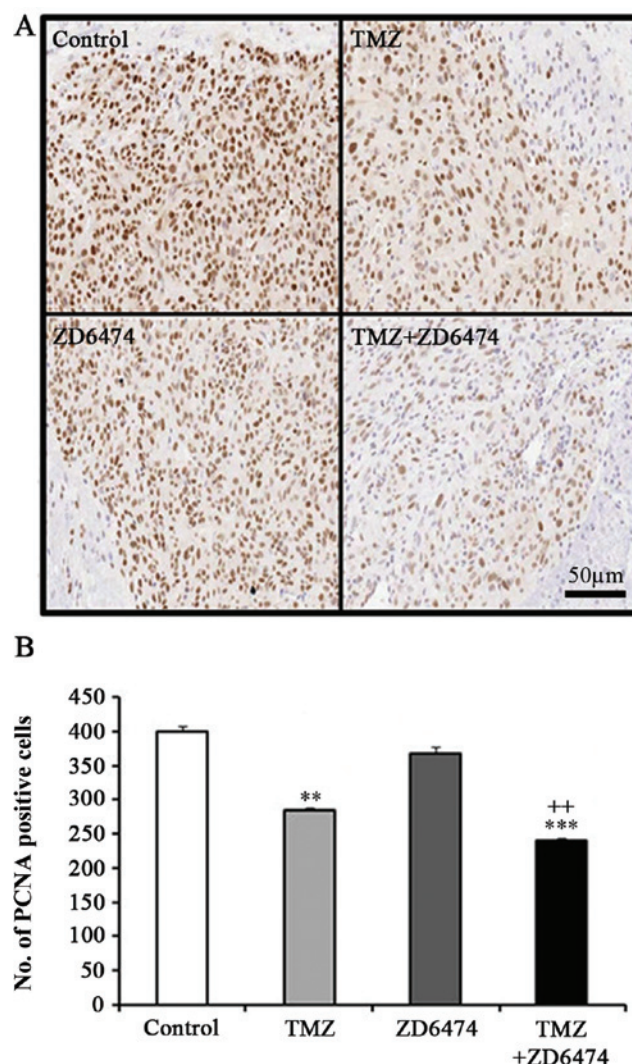 A
Control
TMZ
ZD6474
TMZ+ZD6474
50µm
B
No. of PCNA positive cells
450
400
350
300
250
200
150
100
50
0
**
++
***
Control
TMZ
ZD6474
TMZ
+ZD6474